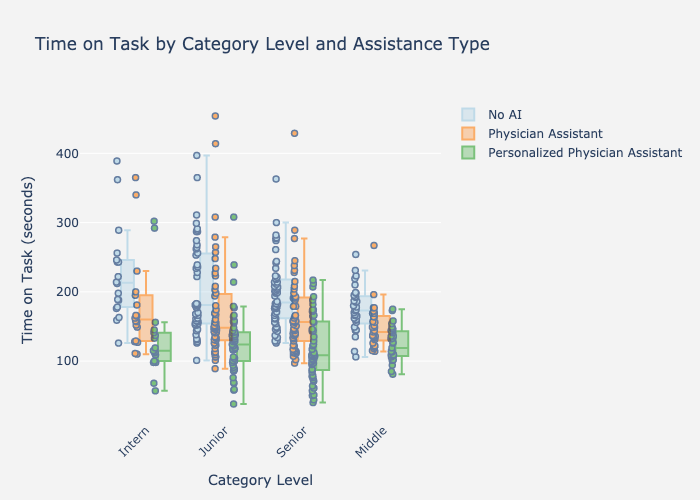 Time on Task by Category Level and Assistance Type
No AI
Physician Assistant
Personalized Physician Assistant
Time on Task (seconds)
400
300
200
100
Intern
Junior
Senior
Middle
Category Level